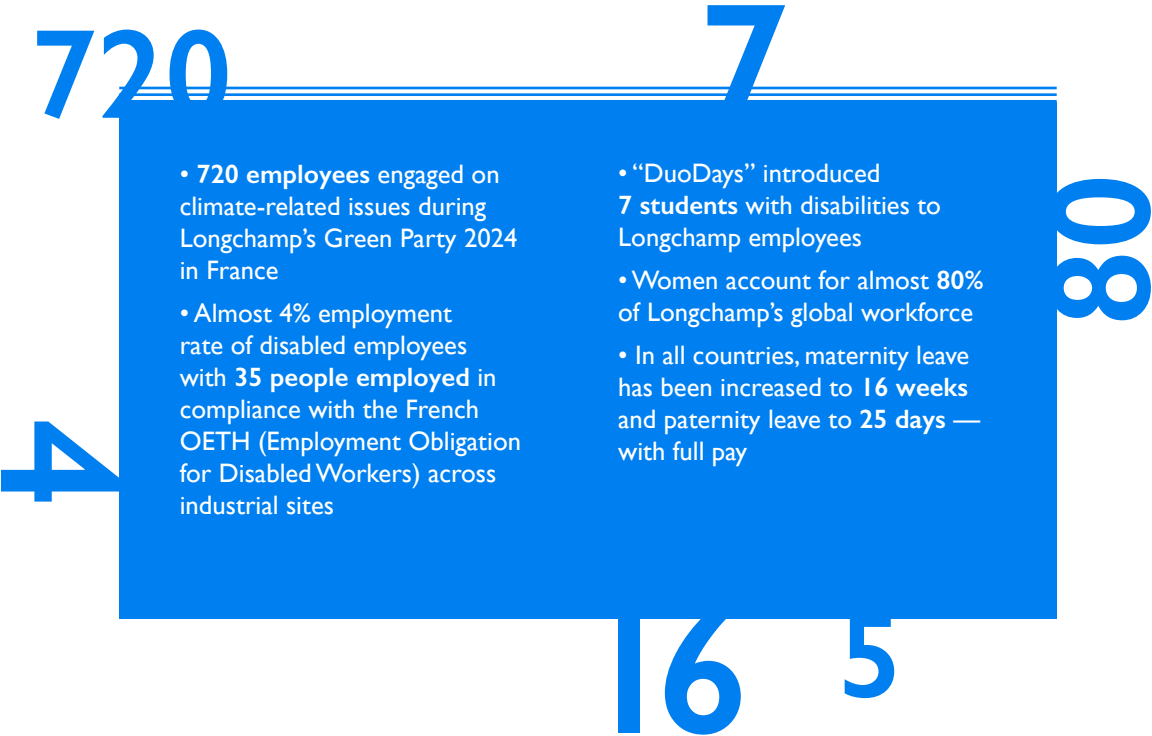 720
7
• 720 employees engaged on
climate-related issues during
Longchamp’s Green Party 2024
in France
• Almost 4% employment
rate of disabled employees
with 35 people employed in
compliance with the French
OETH (Employment Obligation
for Disabled Workers) across
industrial sites
• “DuoDays” introduced
7 students with disabilities to
Longchamp employees
• Women account for almost 80%
of Longchamp’s global workforce
• In all countries, maternity leave
has been increased to 16 weeks
and paternity leave to 25 days —
with full pay
80
4
16
5